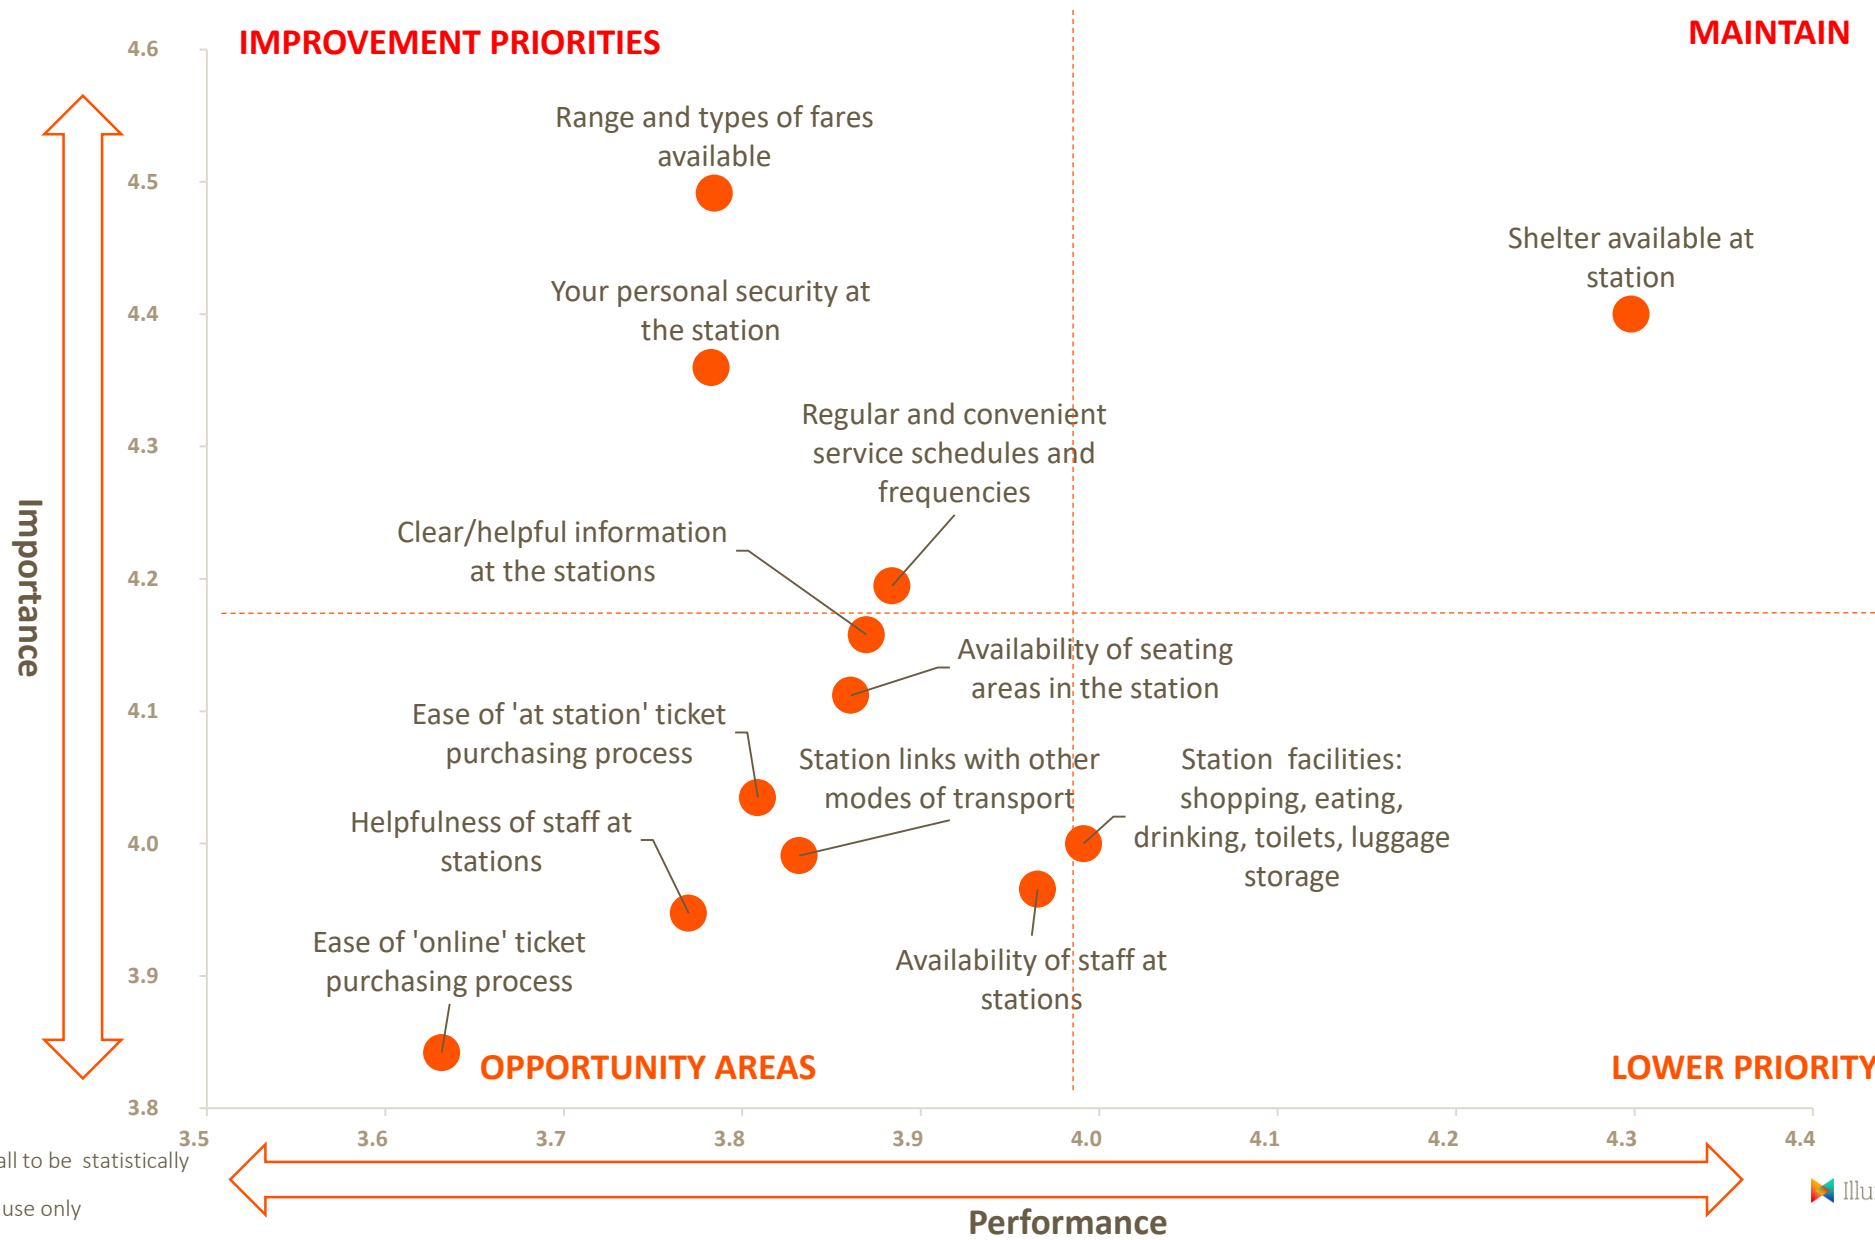 IMPROVEMENT PRIORITIES
MAINTAIN
4.6
4.5
4.4
4.3
4.2
4.1
4.0
3.9
3.8
Importance
Range and types of fares
available
Shelter available at
station
Your personal security at
the station
Regular and convenient
service schedules and
frequencies
Clear/helpful information
at the stations
Availability of seating
areas in the station
Ease of 'at station' ticket
purchasing process
Station links with other
modes of transport
Station facilities:
shopping, eating,
drinking, toilets, luggage
storage
Helpfulness of staff at
stations
Availability of staff at
stations
Ease of 'online' ticket
purchasing process
OPPORTUNITY AREAS
LOWER PRIORITY
3.5 3.6 3.7 3.8 3.9 4.0 4.1 4.2 4.3 4.4
all to be statistically
use only
Performance